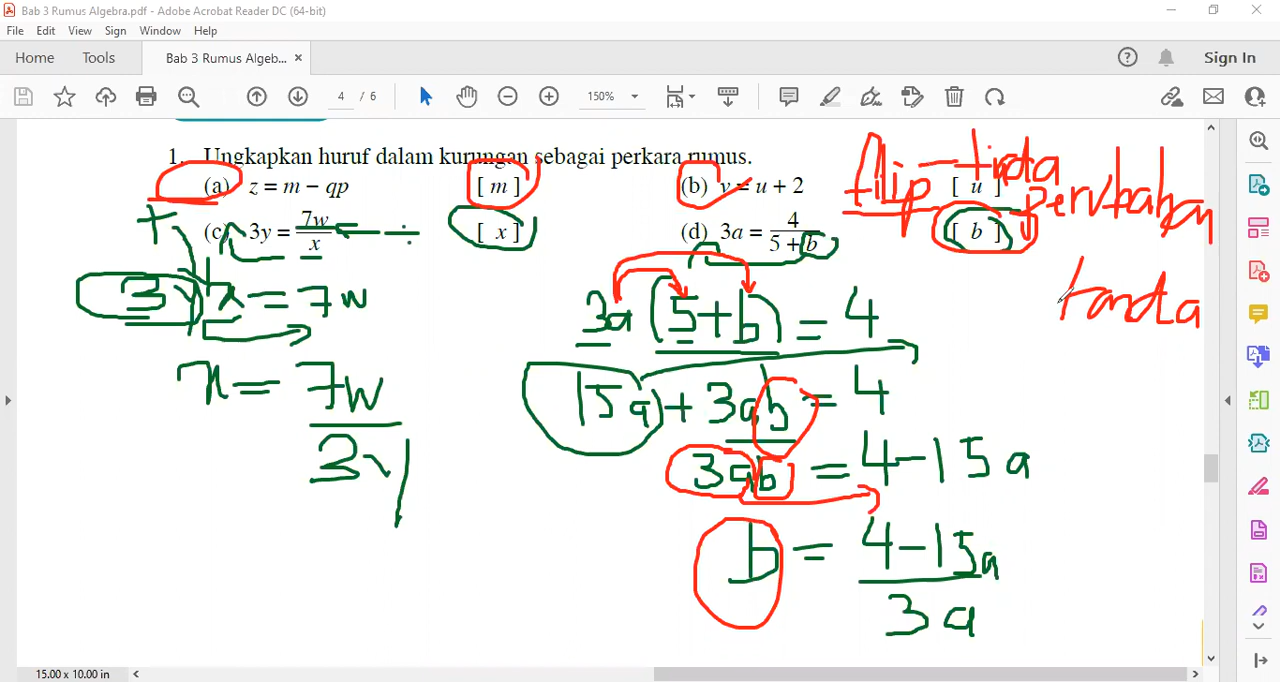 Bab 3 Rumus Algebra.pdf - Adobe Acrobat Reader DC (64-bit)
File Edit View Sign Window Help
Home Tools Bab 3 Rumus Algeb... × Sign In
4 / 6 150%
1. Ungkapkan huruf dalam kurungan sebagai perkara rumus.
(a) z = m − qp [ m ] (b) v = u + 2 [ u ]
(c) 3y = 7w/x [ x ] (d) 3a = 4/(5 + b) [ b ]
flip - tiada
perubahan
tanda
÷
+
3y x = 7w
x = 7w/3y
3a (5+b) = 4
15a + 3ab = 4
3ab = 4-15a
b = 4-15a/3a
15.00 x 10.00 in